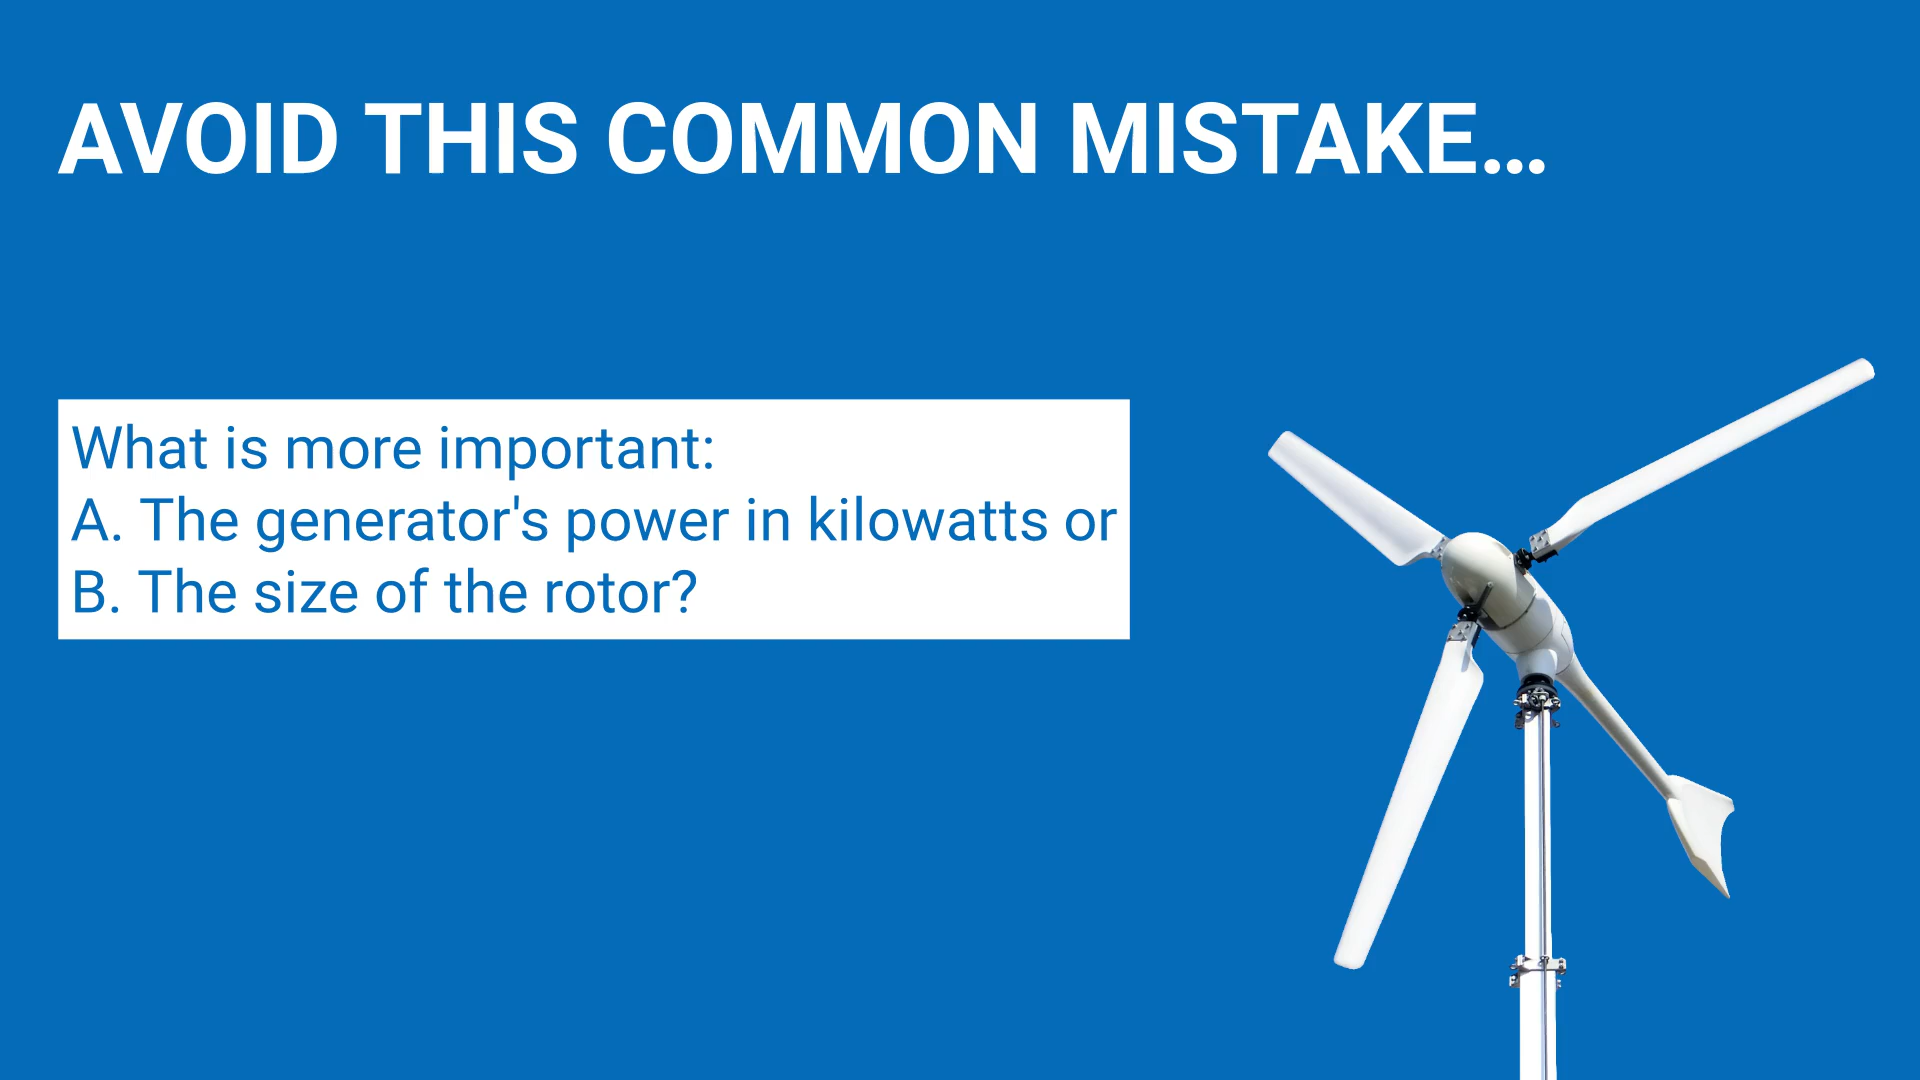 AVOID THIS COMMON MISTAKE…
What is more important:
A. The generator's power in kilowatts or
B. The size of the rotor?